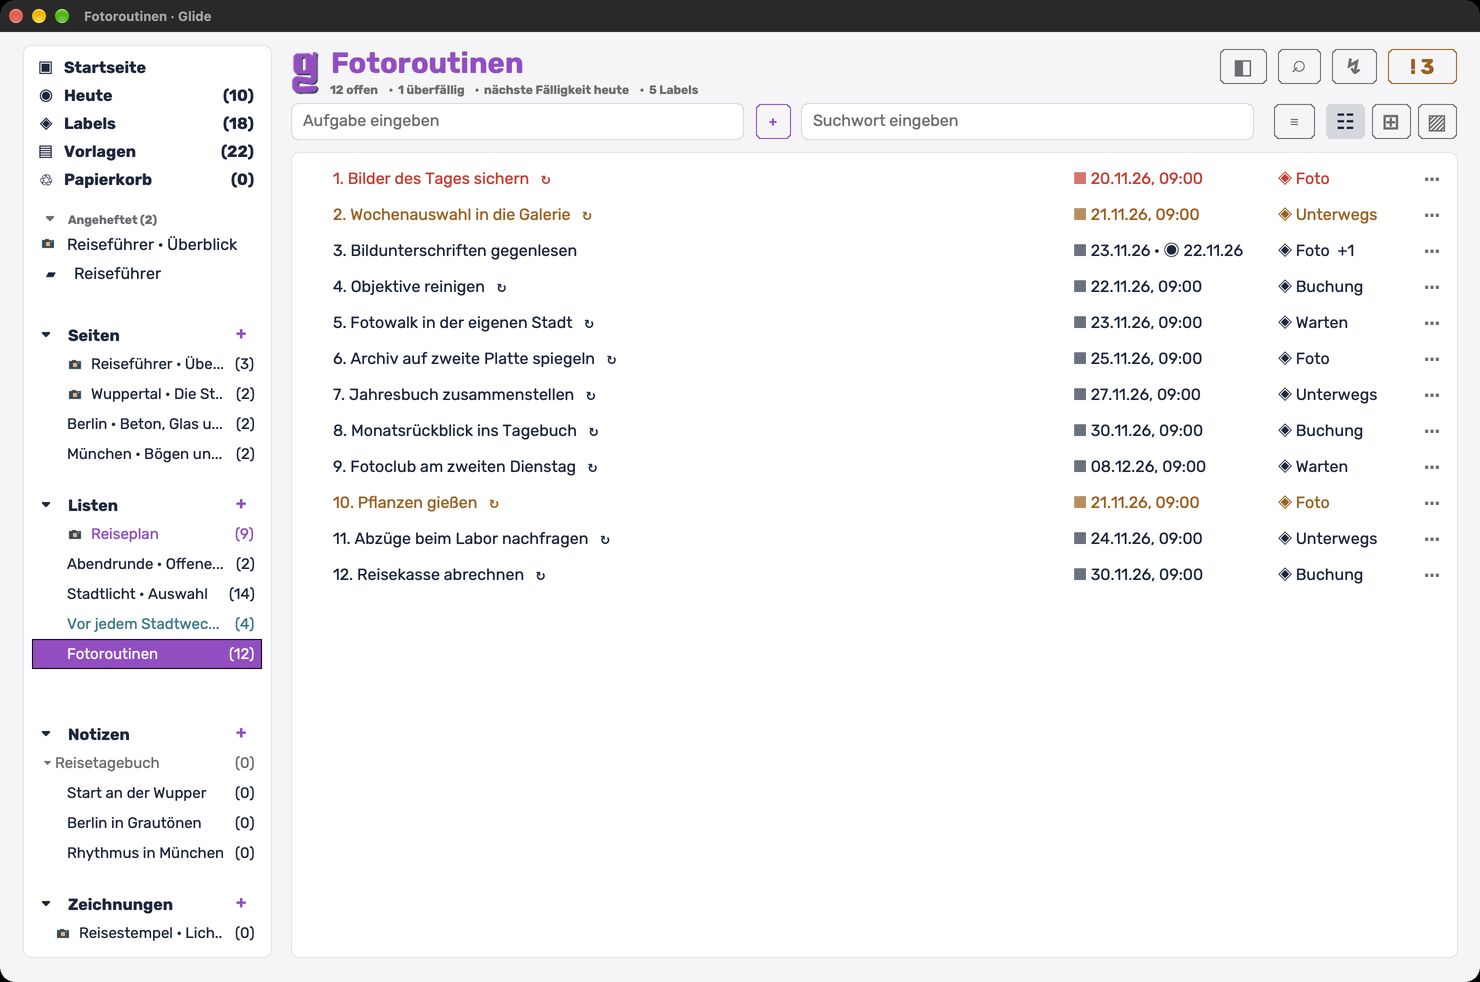 Fotoroutinen · Glide
Startseite
Heute (10)
Labels (18)
Vorlagen (22)
Papierkorb (0)
Angeheftet (2)
Reiseführer • Überblick
Reiseführer
Seiten +
Reiseführer • Übe... (3)
Wuppertal • Die St.. (2)
Berlin • Beton, Glas u... (2)
München • Bögen un... (2)
Listen +
Reiseplan (9)
Abendrunde • Offene... (2)
Stadtlicht • Auswahl (14)
Vor jedem Stadtwec... (4)
Fotoroutinen (12)
Notizen +
Reisetagebuch (0)
Start an der Wupper (0)
Berlin in Grautönen (0)
Rhythmus in München (0)
Zeichnungen +
Reisestempel • Lich.. (0)
g Fotoroutinen
12 offen • 1 überfällig • nächste Fälligkeit heute • 5 Labels
! 3
Aufgabe eingeben + Suchwort eingeben
1. Bilder des Tages sichern ↻ 20.11.26, 09:00 ◈ Foto ...
2. Wochenauswahl in die Galerie ↻ 21.11.26, 09:00 ◈ Unterwegs ...
3. Bildunterschriften gegenlesen 23.11.26 • ◉ 22.11.26 ◈ Foto +1 ...
4. Objektive reinigen ↻ 22.11.26, 09:00 ◈ Buchung ...
5. Fotowalk in der eigenen Stadt ↻ 23.11.26, 09:00 ◈ Warten ...
6. Archiv auf zweite Platte spiegeln ↻ 25.11.26, 09:00 ◈ Foto ...
7. Jahresbuch zusammenstellen ↻ 27.11.26, 09:00 ◈ Unterwegs ...
8. Monatsrückblick ins Tagebuch ↻ 30.11.26, 09:00 ◈ Buchung ...
9. Fotoclub am zweiten Dienstag ↻ 08.12.26, 09:00 ◈ Warten ...
10. Pflanzen gießen ↻ 21.11.26, 09:00 ◈ Foto ...
11. Abzüge beim Labor nachfragen ↻ 24.11.26, 09:00 ◈ Unterwegs ...
12. Reisekasse abrechnen ↻ 30.11.26, 09:00 ◈ Buchung ...